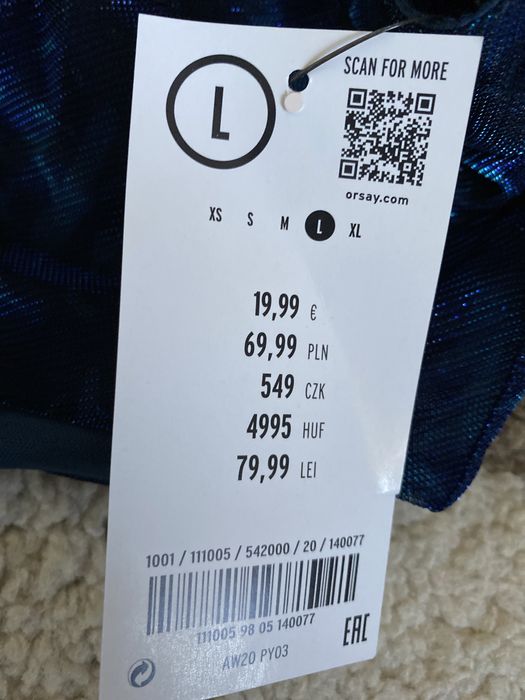 L
SCAN FOR MORE
orsay.com
XS S M L XL
19,99 €
69,99 PLN
549 CZK
4995 HUF
79,99 LEI
1001 / 111005 / 542000 / 20 / 140077
111005 98 05 140077
EAC
AW20 PY03